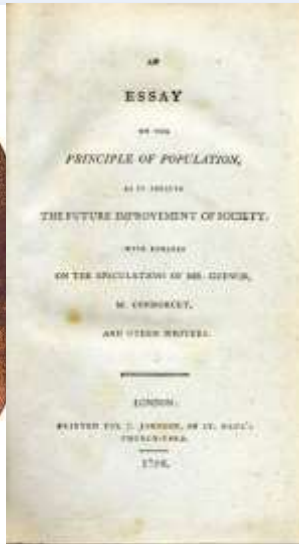 AN
ESSAY
ON THE
PRINCIPLE OF POPULATION,
AS IT AFFECTS
THE FUTURE IMPROVEMENT OF SOCIETY.
WITH REMARKS
ON THE SPECULATIONS OF MR. GODWIN,
M. CONDORCET,
AND OTHER WRITERS.
LONDON:
PRINTED FOR J. JOHNSON, IN ST. PAUL'S
CHURCH-YARD.
1798.